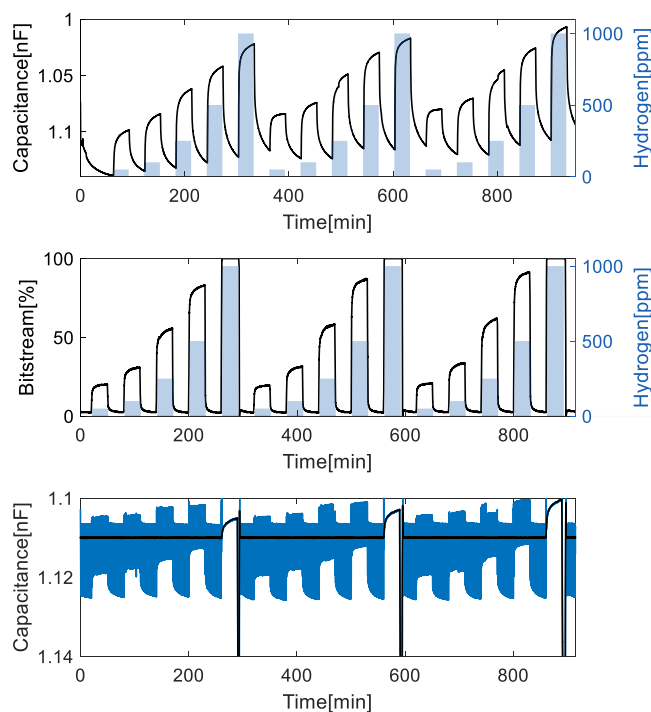 1
1.05
1.1
Capacitance[nF]
1000
500
0
Hydrogen[ppm]
0 200 400 600 800
Time[min]
100
50
0
Bitstream[%]
1000
500
0
Hydrogen[ppm]
0 200 400 600 800
Time[min]
1.1
1.12
1.14
Capacitance[nF]
0 200 400 600 800
Time[min]